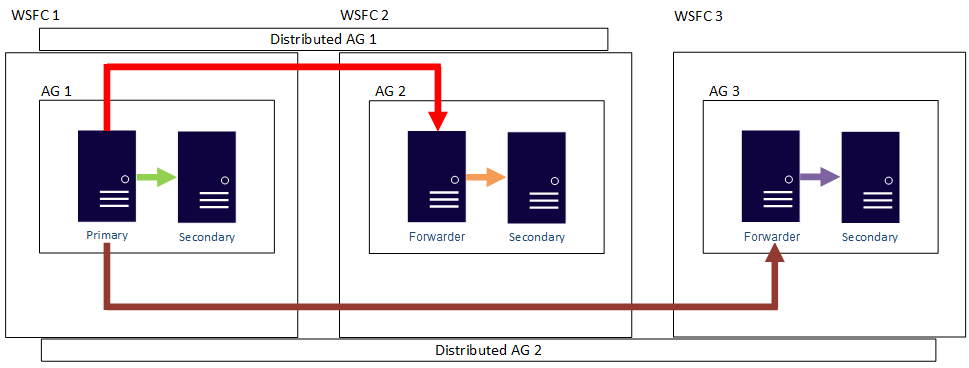 WSFC 1
WSFC 2
WSFC 3
Distributed AG 1
AG 1
AG 2
AG 3
Primary
Secondary
Forwarder
Secondary
Forwarder
Secondary
Distributed AG 2